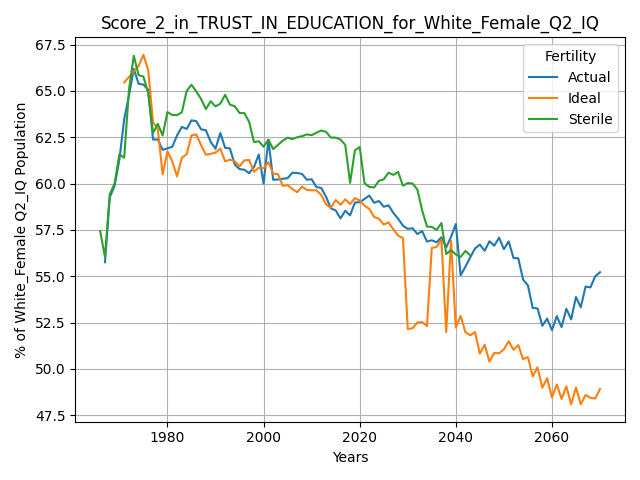 Score_2_in_TRUST_IN_EDUCATION_for_White_Female_Q2_IQ
67.5
65.0
62.5
60.0
57.5
55.0
52.5
50.0
47.5
% of White_Female Q2_IQ Population
Fertility
Actual
Ideal
Sterile
1980
2000
2020
2040
2060
Years